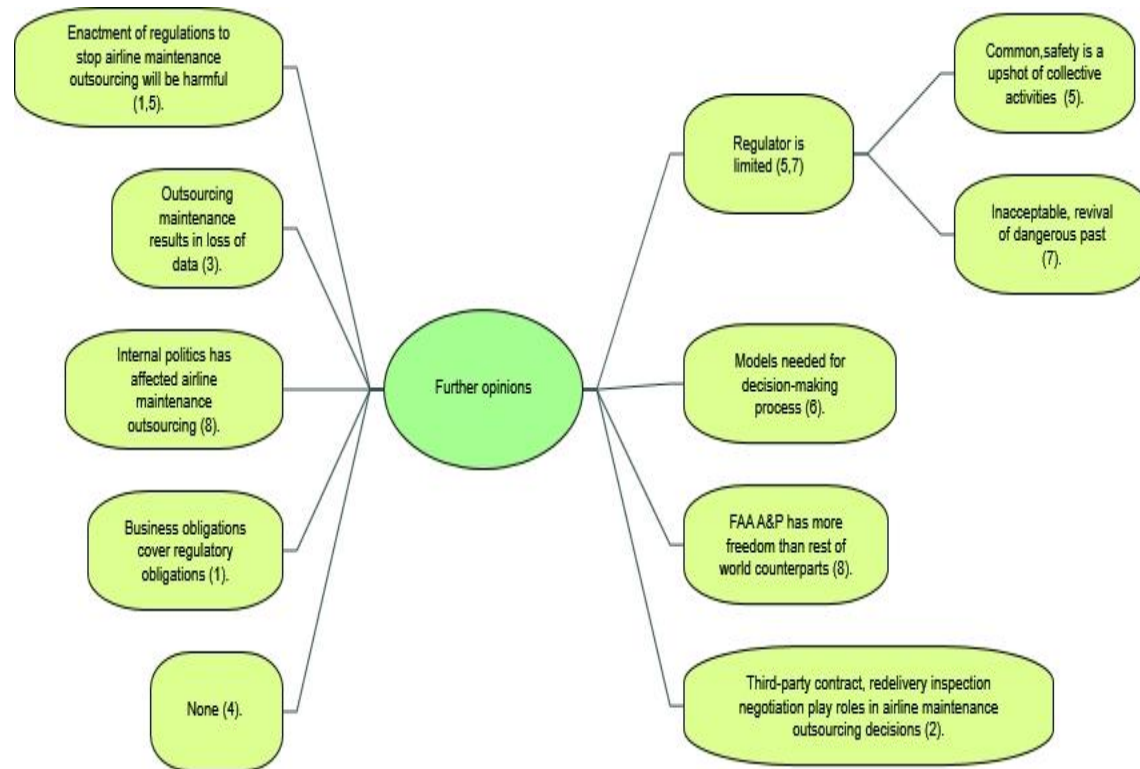 Enactment of regulations to
stop airline maintenance
outsourcing will be harmful
(1,5).
Outsourcing
maintenance
results in loss of
data (3).
Internal politics has
affected airline
maintenance
outsourcing (8).
Business obligations
cover regulatory
obligations (1).
None (4).
Further opinions
Regulator is
limited (5,7)
Common,safety is a
upshot of collective
activities (5).
Inacceptable, revival
of dangerous past
(7).
Models needed for
decision-making
process (6).
FAA A&P has more
freedom than rest of
world counterparts (8).
Third-party contract, redelivery inspection
negotiation play roles in airline maintenance
outsourcing decisions (2).